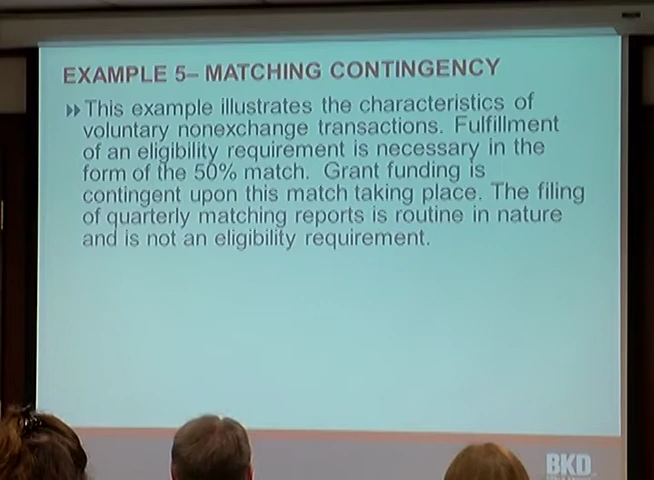 EXAMPLE 5– MATCHING CONTINGENCY
This example illustrates the characteristics of
voluntary nonexchange transactions. Fulfillment
of an eligibility requirement is necessary in the
form of the 50% match. Grant funding is
contingent upon this match taking place. The filing
of quarterly matching reports is routine in nature
and is not an eligibility requirement.
BKD